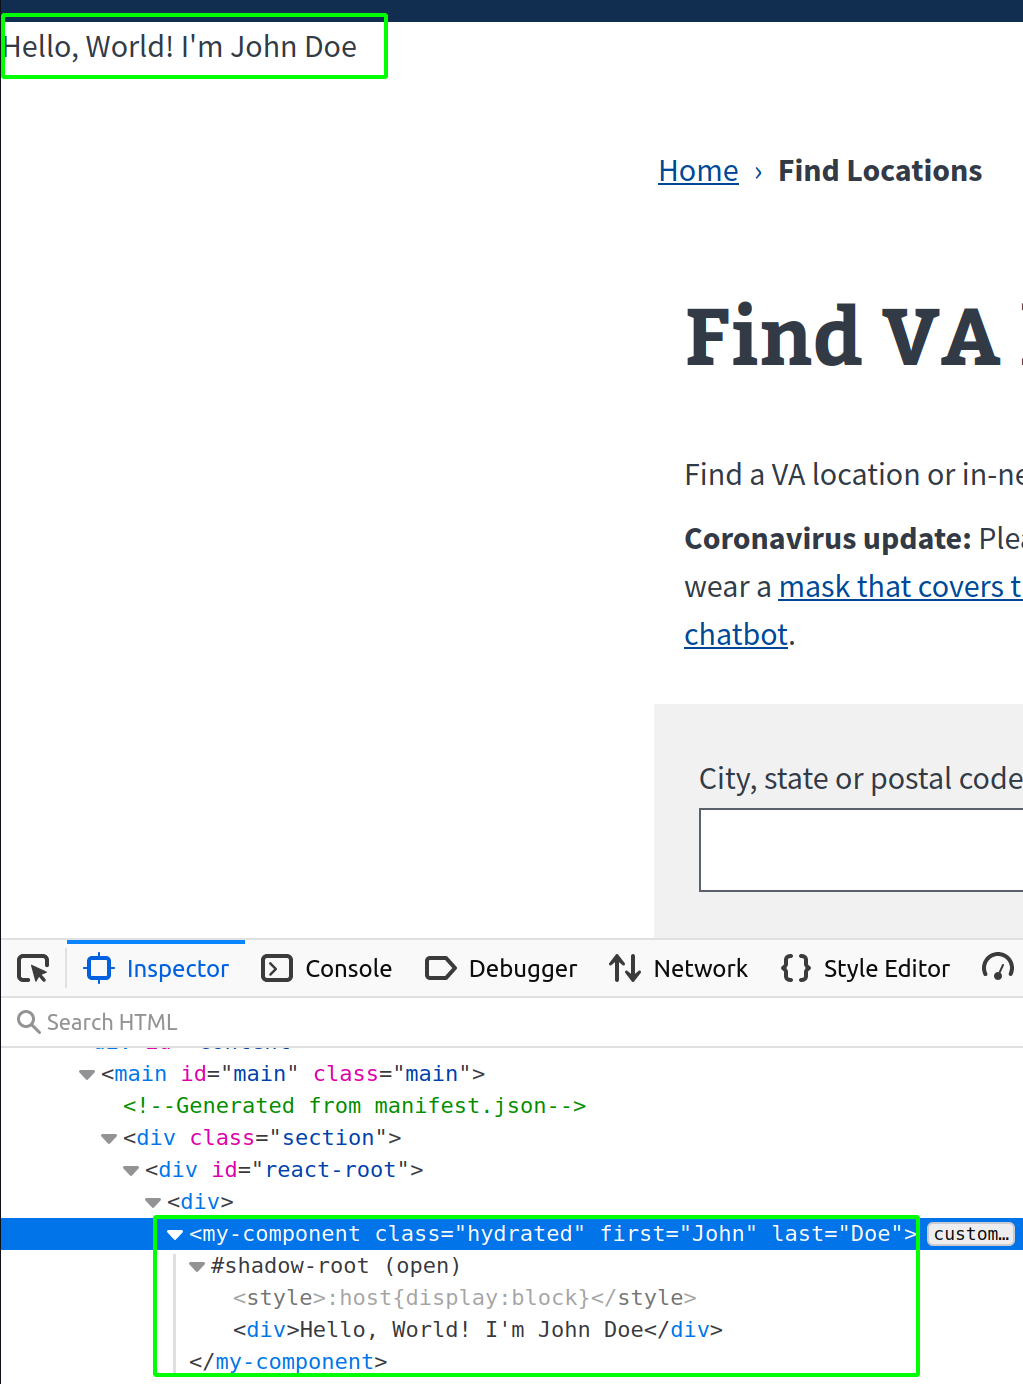 Hello, World! I'm John Doe
Home › Find Locations
Find VA
Find a VA location or in-ne
Coronavirus update: Plea
wear a mask that covers t
chatbot.
City, state or postal code
Inspector Console Debugger Network Style Editor
Search HTML
<main id="main" class="main">
<!--Generated from manifest.json-->
<div class="section">
<div id="react-root">
<div>
<my-component class="hydrated" first="John" last="Doe"> custom…
#shadow-root (open)
<style>:host{display:block}</style>
<div>Hello, World! I'm John Doe</div>
</my-component>